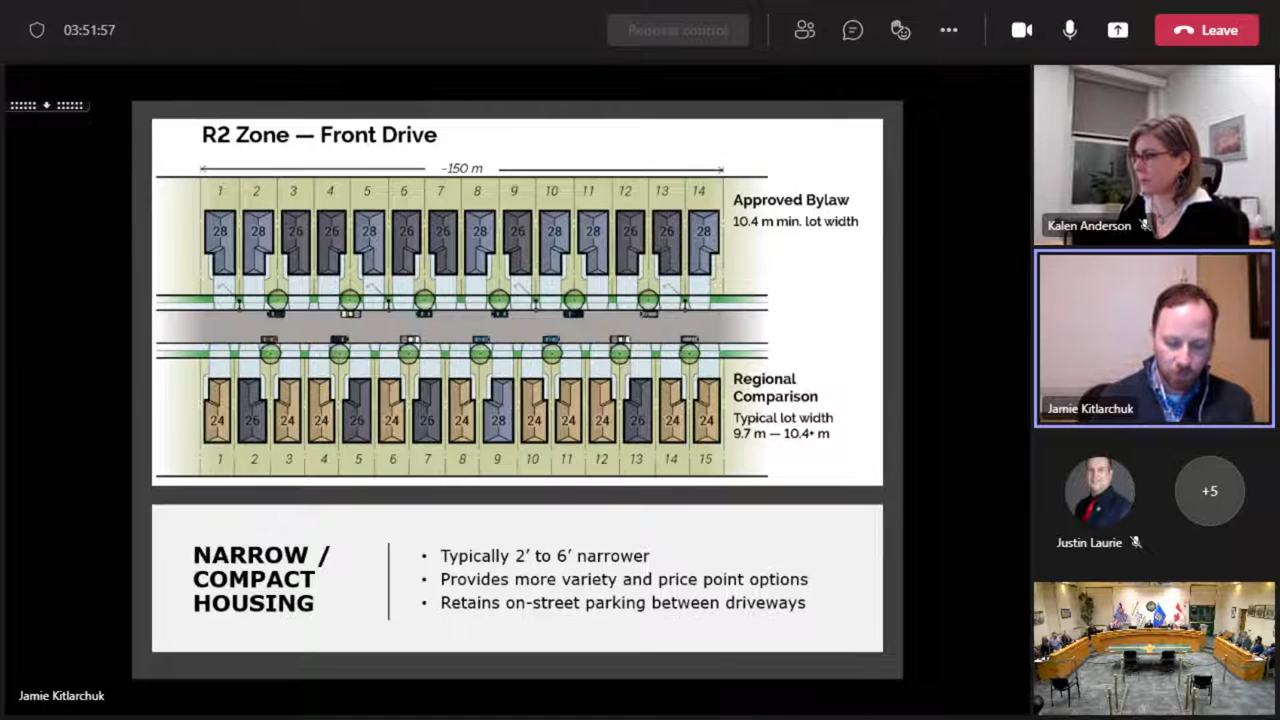 03:51:57
Request control
Leave
R2 Zone — Front Drive
~150 m
1 2 3 4 5 6 7 8 9 10 11 12 13 14
28 28 26 26 28 26 26 28 26 28 28 26 26 28
Approved Bylaw
10.4 m min. lot width
Regional
Comparison
Typical lot width
9.7 m — 10.4+ m
24 26 24 24 26 24 26 24 28 24 24 24 26 24 24
1 2 3 4 5 6 7 8 9 10 11 12 13 14 15
NARROW /
COMPACT
HOUSING
• Typically 2’ to 6’ narrower
• Provides more variety and price point options
• Retains on-street parking between driveways
Jamie Kitlarchuk
Kalen Anderson
Jamie Kitlarchuk
+5
Justin Laurie